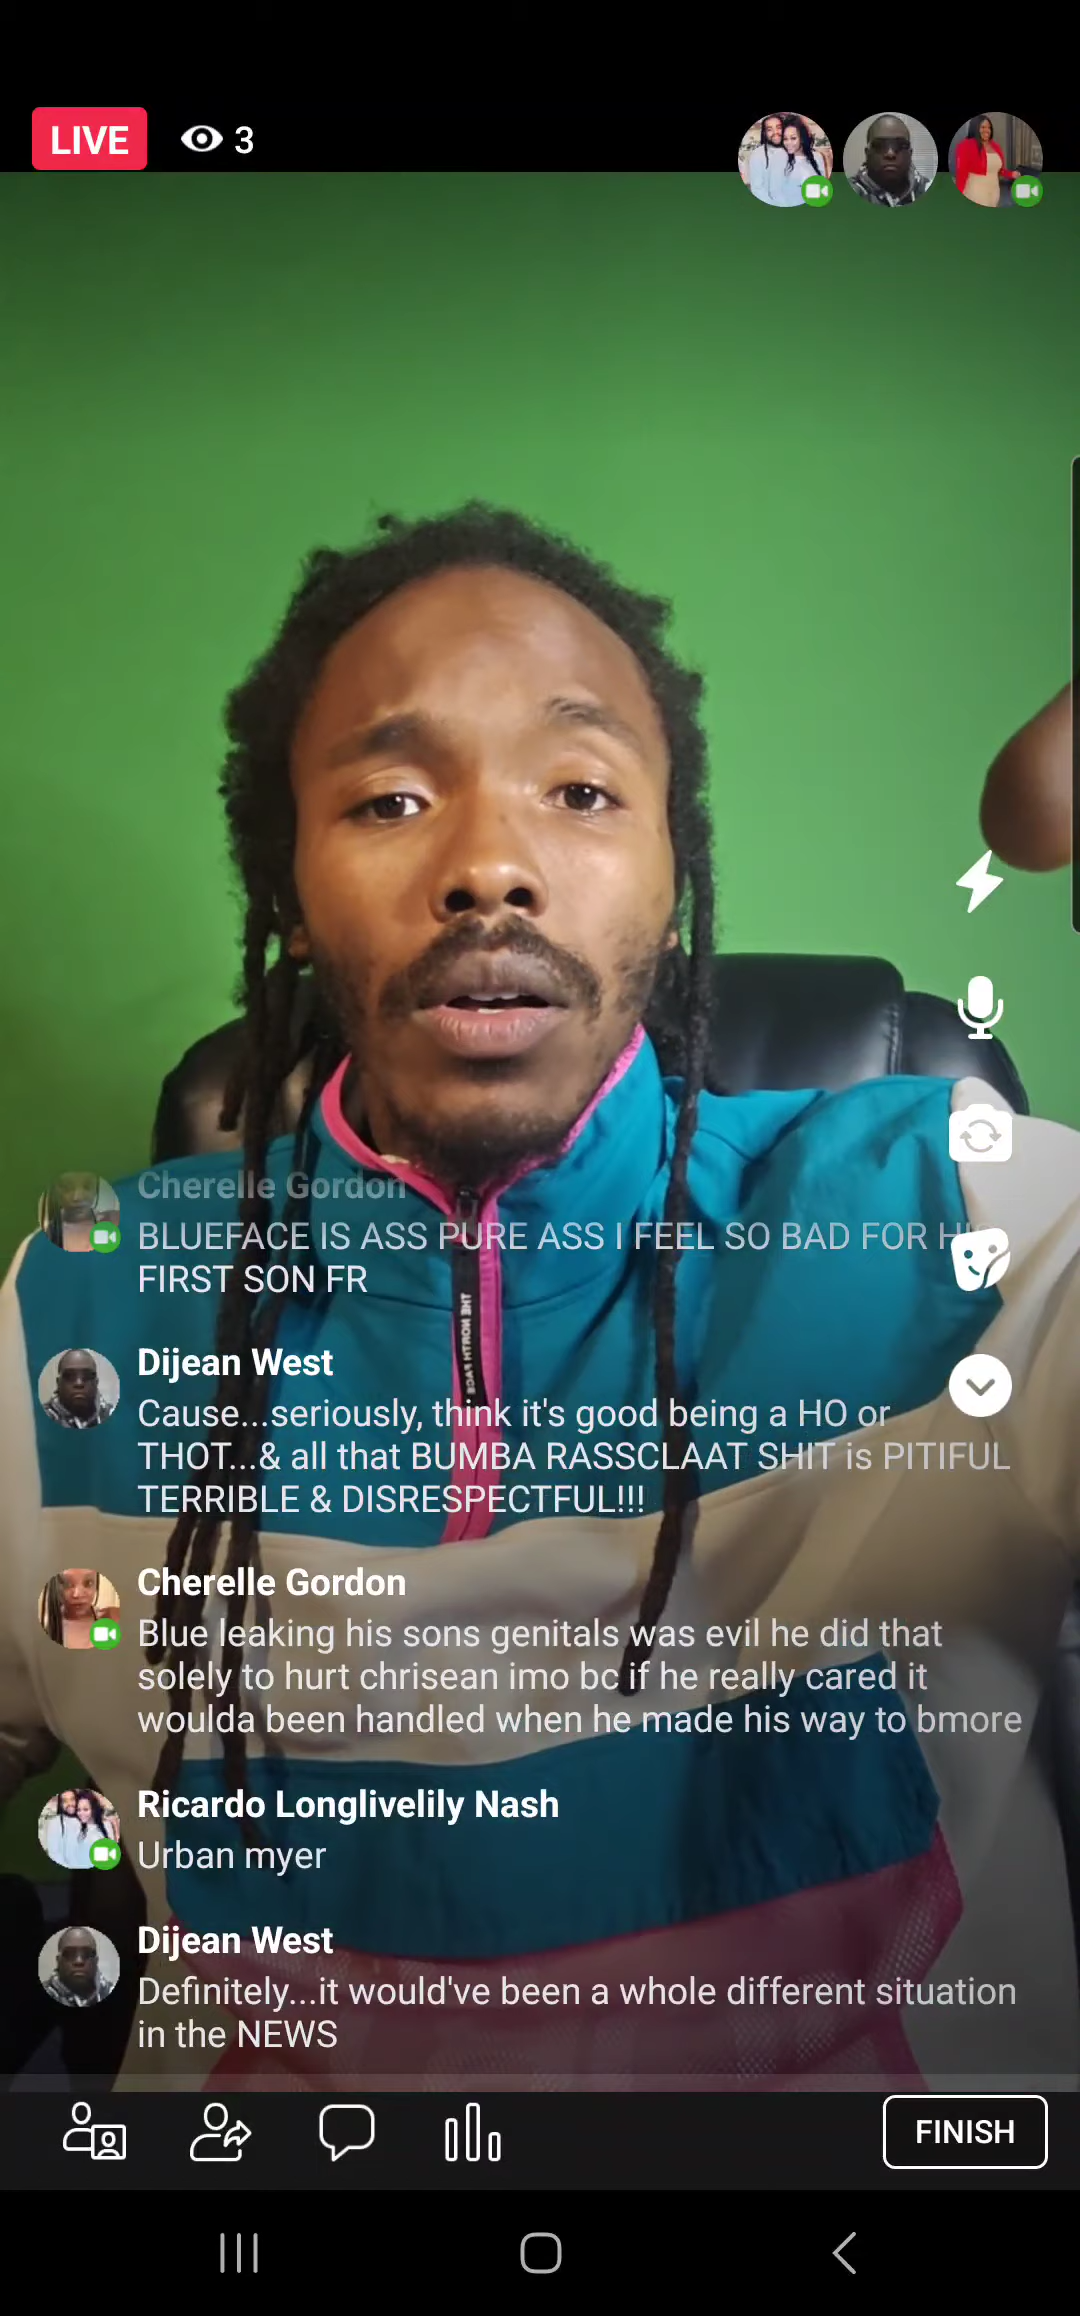 LIVE
3
Cherelle Gordon
BLUEFACE IS ASS PURE ASS I FEEL SO BAD FOR HIS
FIRST SON FR
THE NORTH FACE
Dijean West
Cause...seriously, think it's good being a HO or
THOT...& all that BUMBA RASSCLAAT SHIT is PITIFUL
TERRIBLE & DISRESPECTFUL!!!
Cherelle Gordon
Blue leaking his sons genitals was evil he did that
solely to hurt chrisean imo bc if he really cared it
woulda been handled when he made his way to bmore
Ricardo Longlivelily Nash
Urban myer
Dijean West
Definitely...it would've been a whole different situation
in the NEWS
FINISH